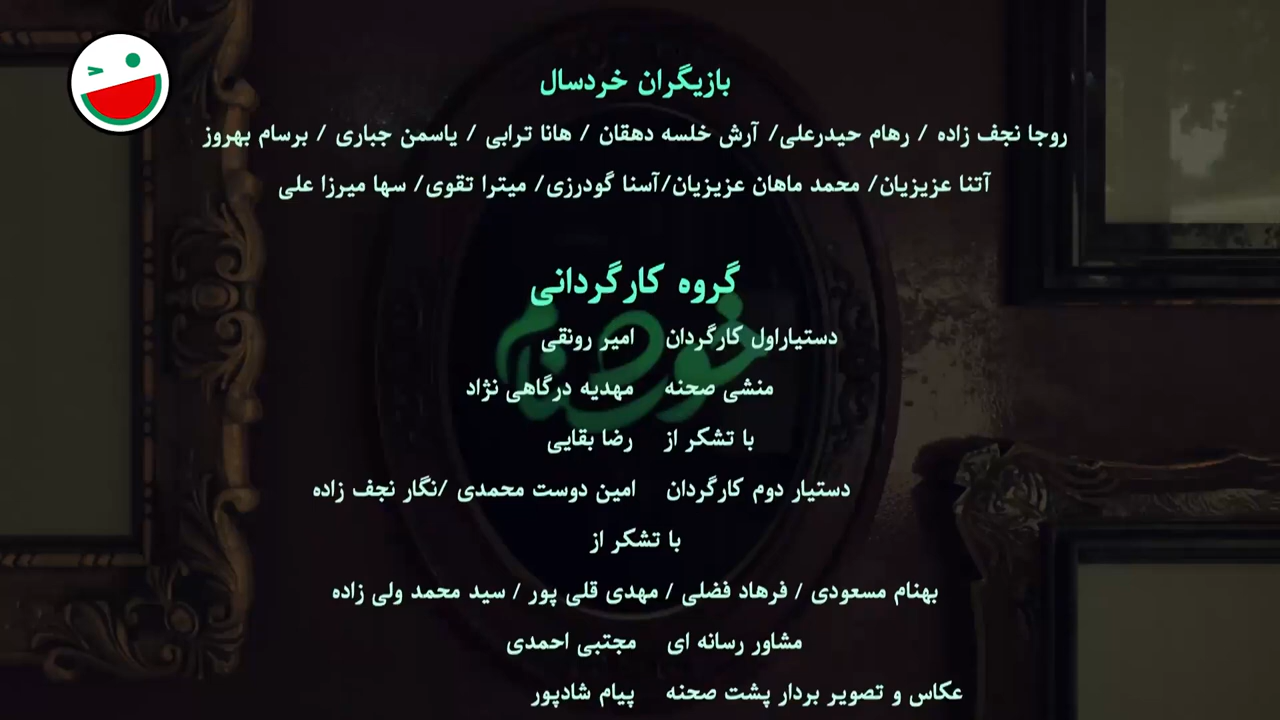 بازیگران خردسال
روجا نجف زاده / رهام حیدرعلی/ آرش خلسه دهقان / هانا ترابی / یاسمن جباری / برسام بهروز
آتنا عزیزیان/ محمد ماهان عزیزیان/آسنا گودرزی/ میترا تقوی/ سها میرزا علی
گروه کارگردانی
دستیاراول کارگردان امیر رونقی
منشی صحنه مهدیه درگاهی نژاد
با تشکر از رضا بقایی
دستیار دوم کارگردان امین دوست محمدی /نگار نجف زاده
با تشکر از
بهنام مسعودی / فرهاد فضلی / مهدی قلی پور / سید محمد ولی زاده
مشاور رسانه ای مجتبی احمدی
عکاس و تصویر بردار پشت صحنه پیام شادپور